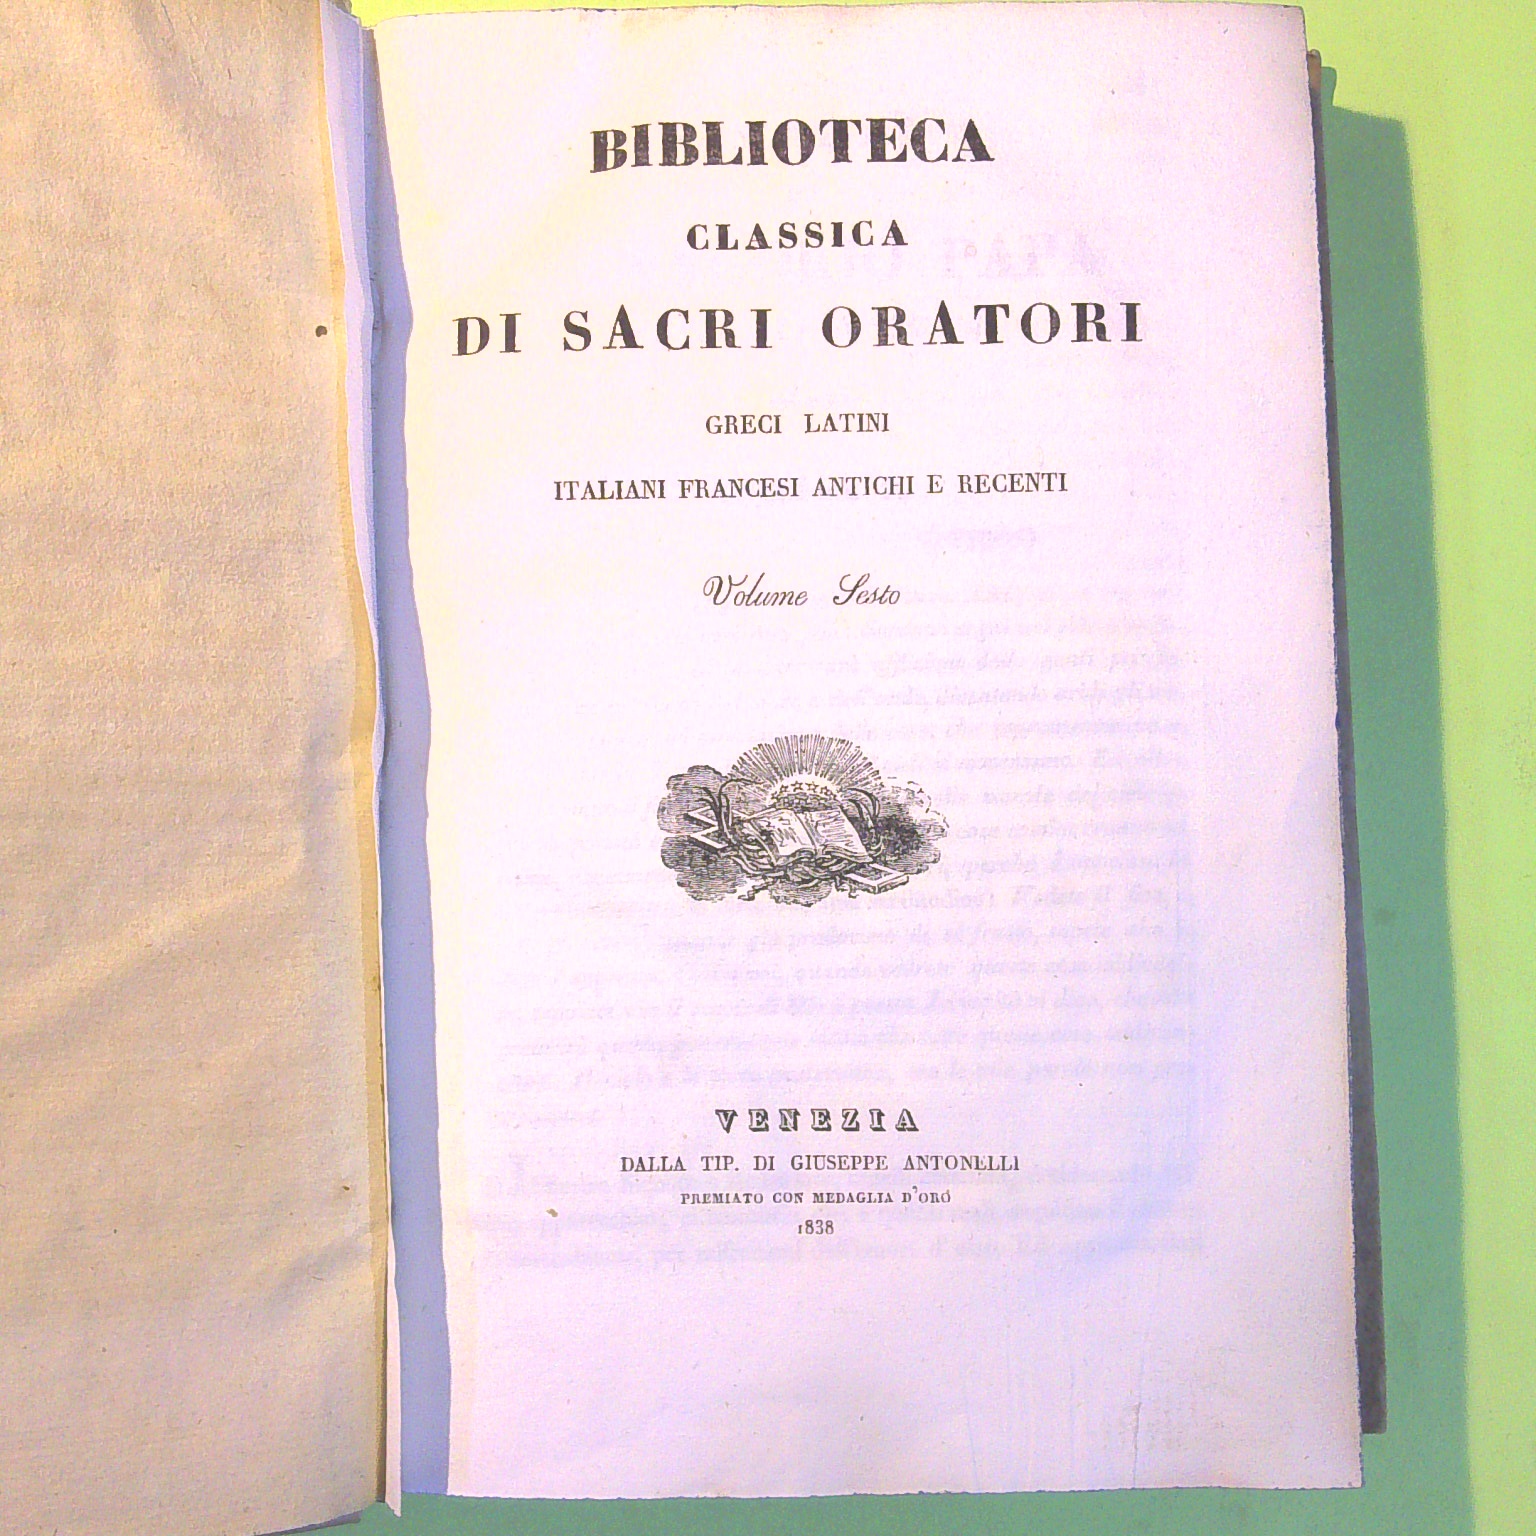 BIBLIOTECA
CLASSICA
DI SACRI ORATORI
GRECI LATINI
ITALIANI FRANCESI ANTICHI E RECENTI
Volume Sesto
VENEZIA
DALLA TIP. DI GIUSEPPE ANTONELLI
PREMIATO CON MEDAGLIA D'ORO
1838